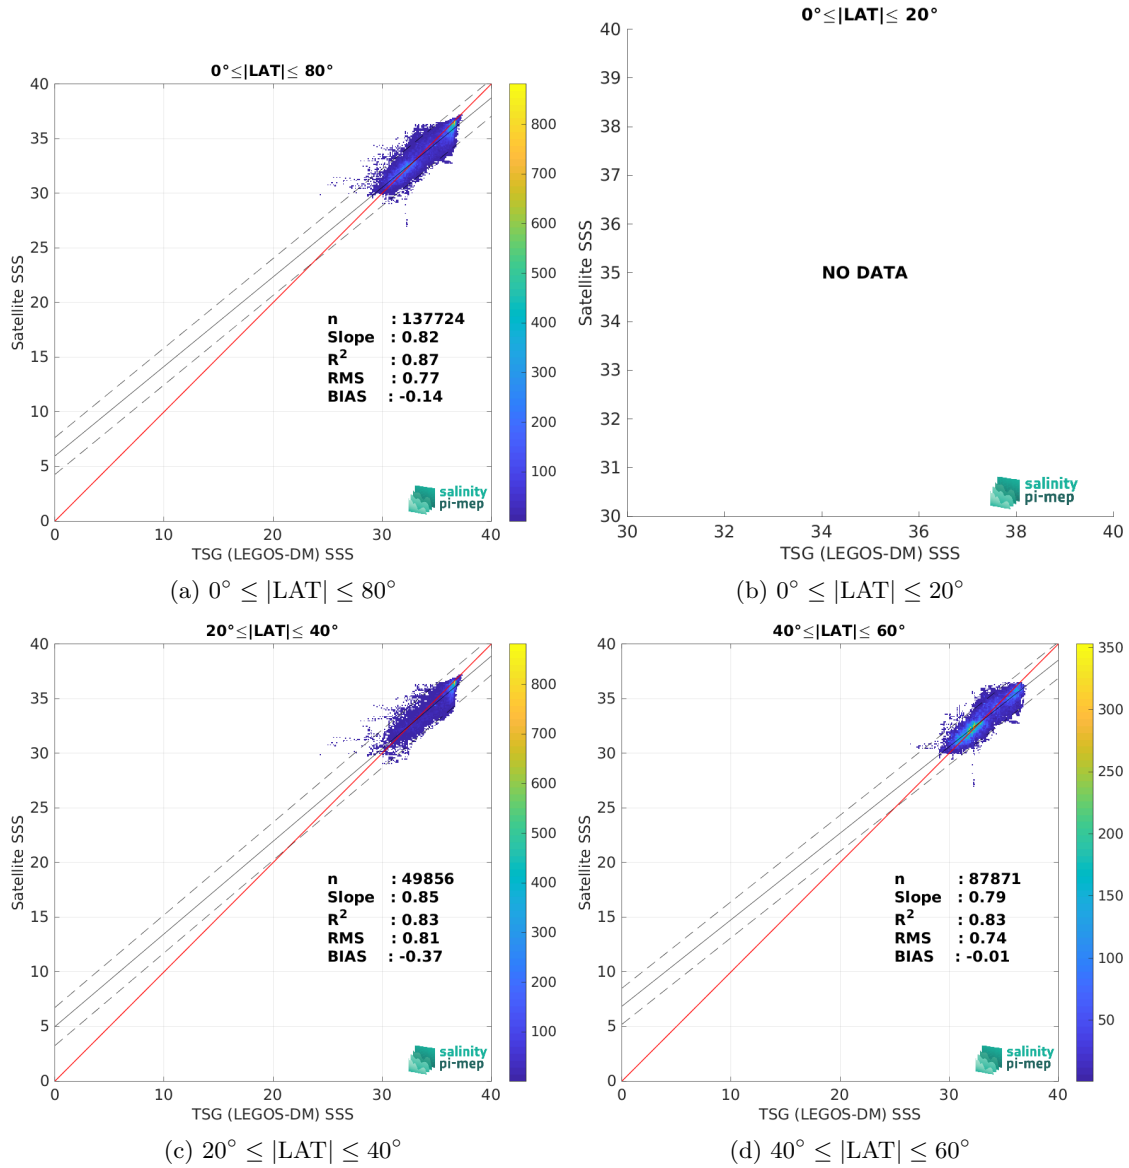 0°≤|LAT|≤ 80°
40
35
30
25
20
15
10
5
0
Satellite SSS
n : 137724
Slope : 0.82
R² : 0.87
RMS : 0.77
BIAS : -0.14
salinity
pi-mep
0 10 20 30 40
TSG (LEGOS-DM) SSS
800
700
600
500
400
300
200
100
(a) 0° ≤ |LAT| ≤ 80°
0°≤|LAT|≤ 20°
40
39
38
37
36
35
34
33
32
31
30
Satellite SSS
NO DATA
salinity
pi-mep
30 32 34 36 38 40
TSG (LEGOS-DM) SSS
(b) 0° ≤ |LAT| ≤ 20°
20°≤|LAT|≤ 40°
40
35
30
25
20
15
10
5
0
Satellite SSS
n : 49856
Slope : 0.85
R² : 0.83
RMS : 0.81
BIAS : -0.37
salinity
pi-mep
0 10 20 30 40
TSG (LEGOS-DM) SSS
800
700
600
500
400
300
200
100
(c) 20° ≤ |LAT| ≤ 40°
40°≤|LAT|≤ 60°
40
35
30
25
20
15
10
5
0
Satellite SSS
n : 87871
Slope : 0.79
R² : 0.83
RMS : 0.74
BIAS : -0.01
salinity
pi-mep
0 10 20 30 40
TSG (LEGOS-DM) SSS
350
300
250
200
150
100
50
(d) 40° ≤ |LAT| ≤ 60°